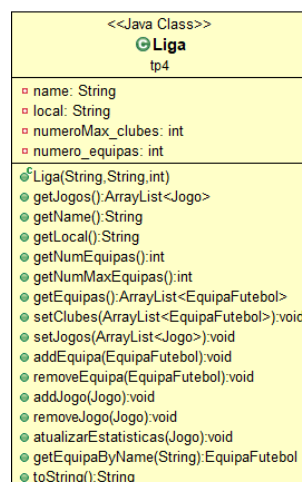 <<Java Class>>
Liga
tp4
name: String
local: String
numeroMax_clubes: int
numero_equipas: int
Liga(String,String,int)
getJogos():ArrayList<Jogo>
getName():String
getLocal():String
getNumEquipas():int
getNumMaxEquipas():int
getEquipas():ArrayList<EquipaFutebol>
setClubes(ArrayList<EquipaFutebol>):void
setJogos(ArrayList<Jogo>):void
addEquipa(EquipaFutebol):void
removeEquipa(EquipaFutebol):void
addJogo(Jogo):void
removeJogo(Jogo):void
atualizarEstatisticas(Jogo):void
getEquipaByName(String):EquipaFutebol
toString():String